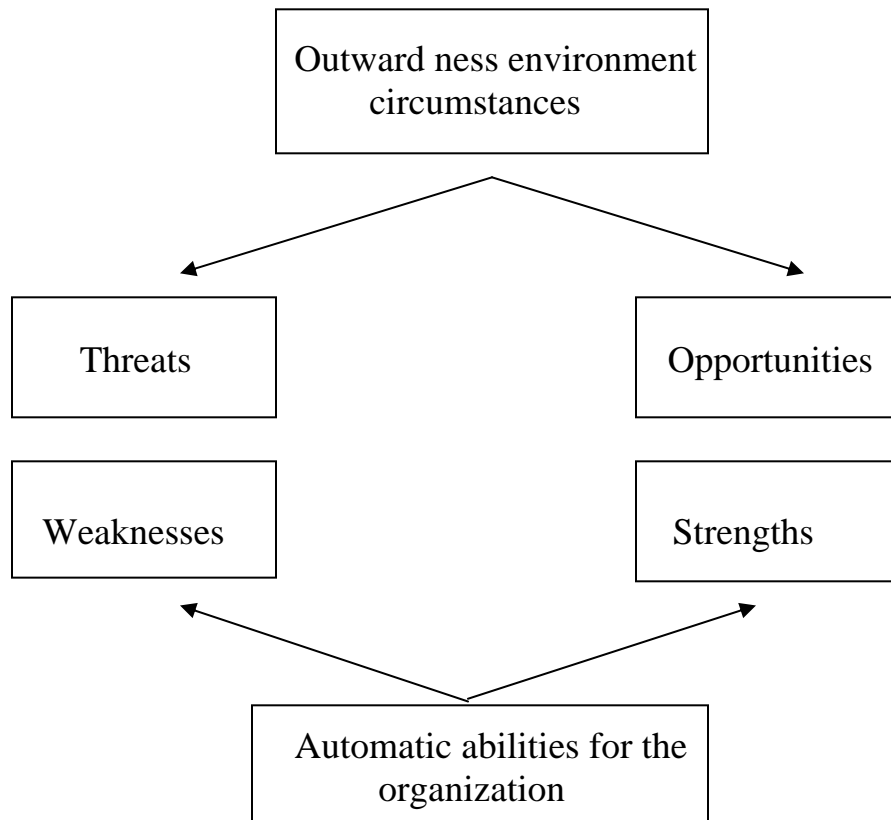 Outward ness environment
circumstances
Threats
Opportunities
Weaknesses
Strengths
Automatic abilities for the
organization